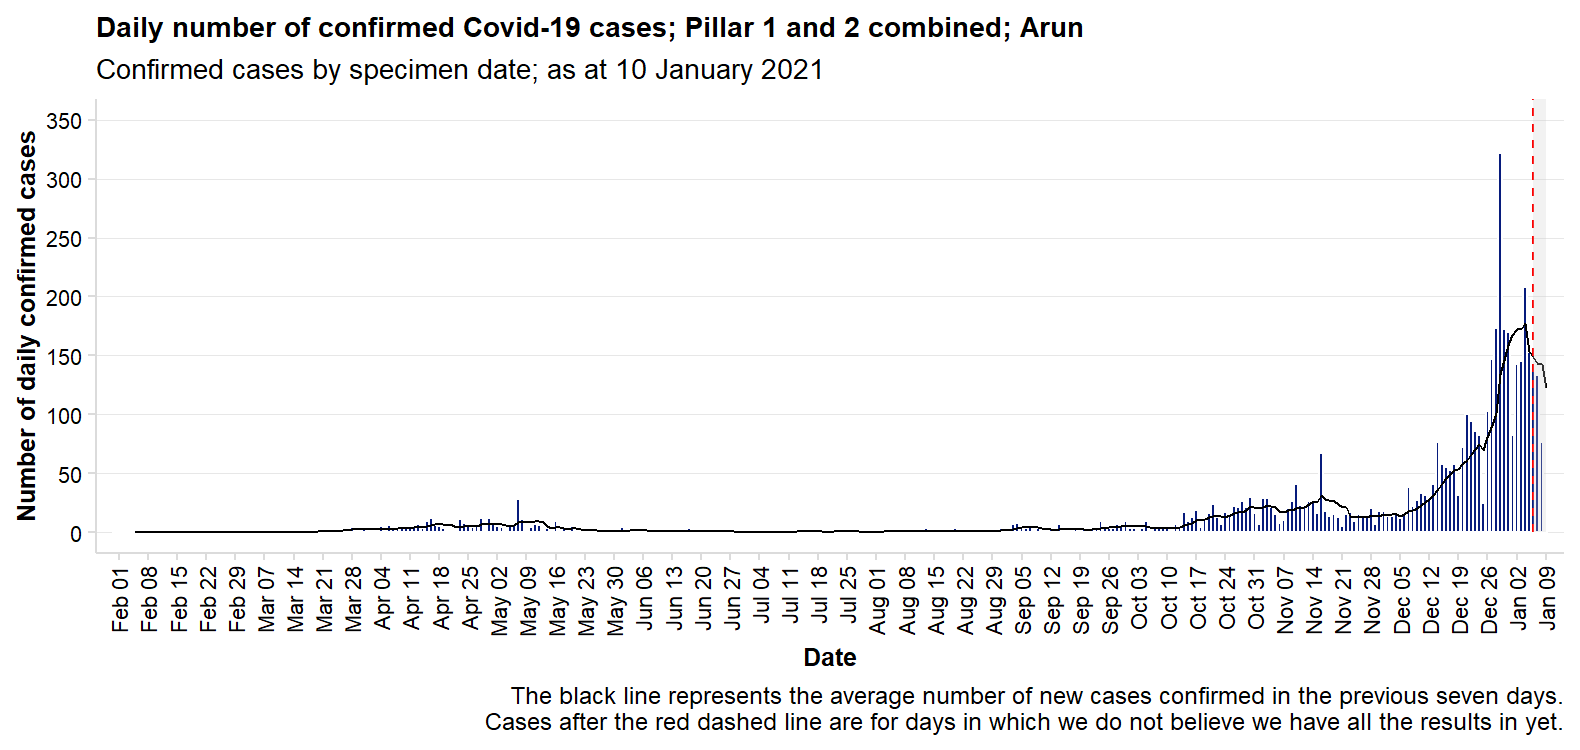 Daily number of confirmed Covid-19 cases; Pillar 1 and 2 combined; Arun
Confirmed cases by specimen date; as at 10 January 2021
Number of daily confirmed cases
350
300
250
200
150
100
50
0
Feb 01
Feb 08
Feb 15
Feb 22
Feb 29
Mar 07
Mar 14
Mar 21
Mar 28
Apr 04
Apr 11
Apr 18
Apr 25
May 02
May 09
May 16
May 23
May 30
Jun 06
Jun 13
Jun 20
Jun 27
Jul 04
Jul 11
Jul 18
Jul 25
Aug 01
Aug 08
Aug 15
Aug 22
Aug 29
Sep 05
Sep 12
Sep 19
Sep 26
Oct 03
Oct 10
Oct 17
Oct 24
Oct 31
Nov 07
Nov 14
Nov 21
Nov 28
Dec 05
Dec 12
Dec 19
Dec 26
Jan 02
Jan 09
Date
The black line represents the average number of new cases confirmed in the previous seven days.
Cases after the red dashed line are for days in which we do not believe we have all the results in yet.